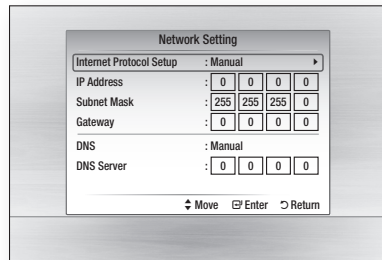 Network Setting
Internet Protocol Setup : Manual
IP Address : 0 0 0 0
Subnet Mask : 255 255 255 0
Gateway : 0 0 0 0
DNS : Manual
DNS Server : 0 0 0 0
Move Enter Return